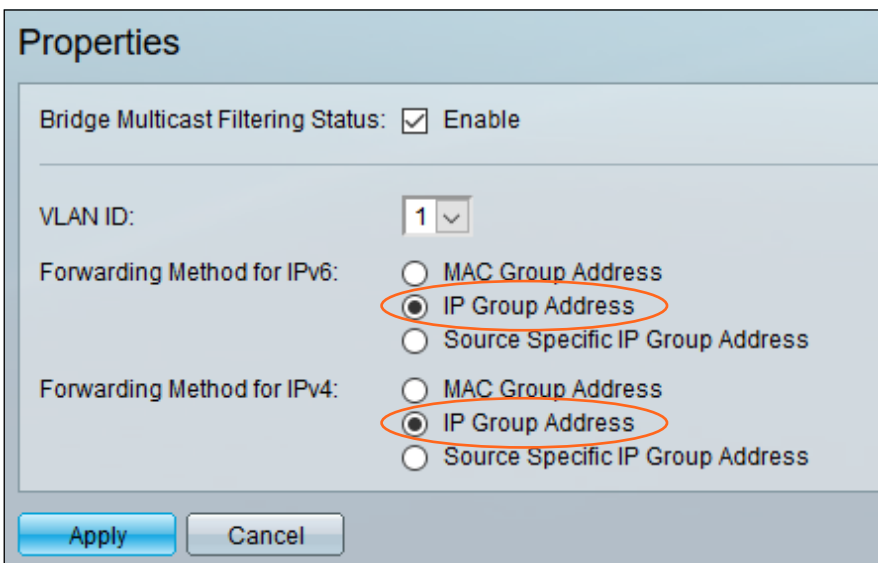 Properties
Bridge Multicast Filtering Status: Enable
VLAN ID: 1
Forwarding Method for IPv6: MAC Group Address
IP Group Address
Source Specific IP Group Address
Forwarding Method for IPv4: MAC Group Address
IP Group Address
Source Specific IP Group Address
Apply Cancel